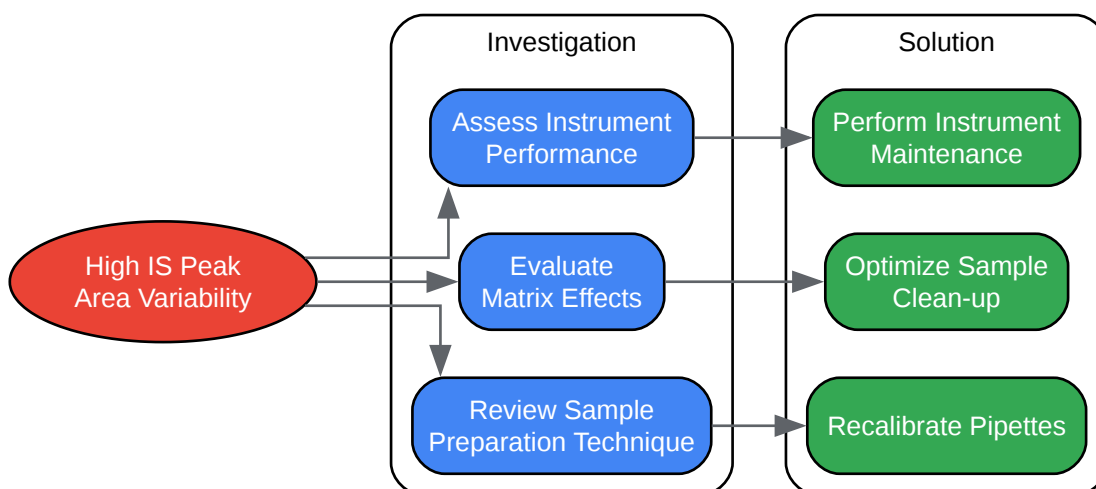 Investigation
Solution
Assess Instrument
Performance
Perform Instrument
Maintenance
High IS Peak
Area Variability
Evaluate
Matrix Effects
Optimize Sample
Clean-up
Review Sample
Preparation Technique
Recalibrate Pipettes